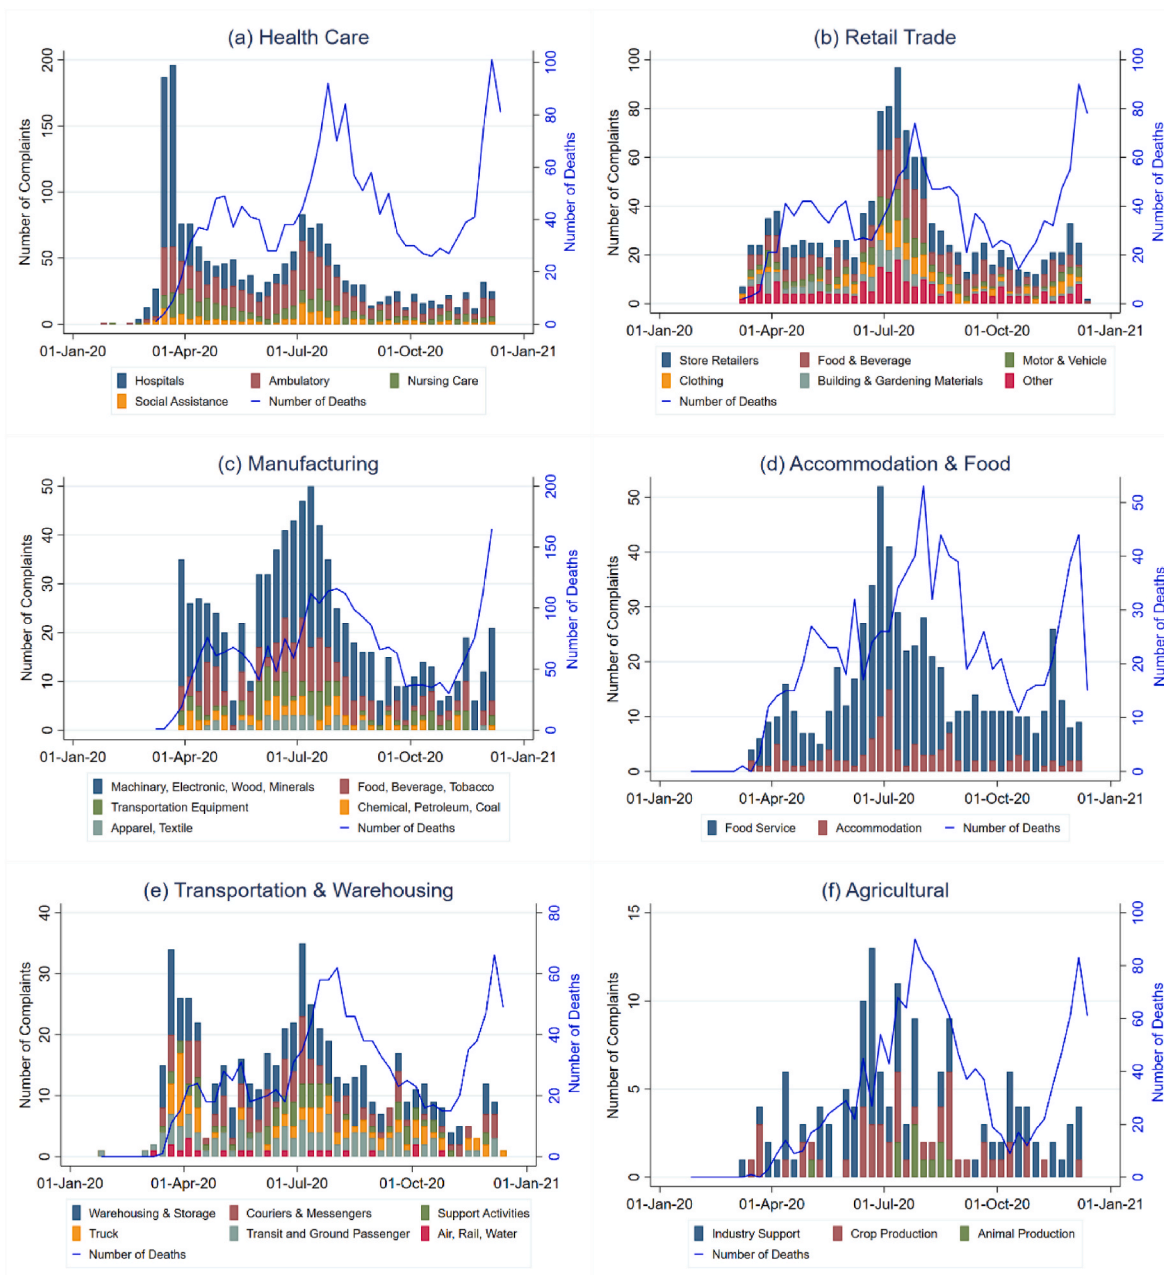 (a) Health Care
Number of Complaints
200
150
100
50
0
100
80
60
40
20
0
Number of Deaths
01-Jan-20 01-Apr-20 01-Jul-20 01-Oct-20 01-Jan-21
Hospitals Ambulatory Nursing Care
Social Assistance Number of Deaths
(b) Retail Trade
Number of Complaints
100
80
60
40
20
0
100
80
60
40
20
0
Number of Deaths
01-Jan-20 01-Apr-20 01-Jul-20 01-Oct-20 01-Jan-21
Store Retailers Food & Beverage Motor & Vehicle
Clothing Building & Gardening Materials Other
Number of Deaths
(c) Manufacturing
Number of Complaints
50
40
30
20
10
0
200
150
100
50
0
Number of Deaths
01-Jan-20 01-Apr-20 01-Jul-20 01-Oct-20 01-Jan-21
Machinary, Electronic, Wood, Minerals Food, Beverage, Tobacco
Transportation Equipment Chemical, Petroleum, Coal
Apparel, Textile Number of Deaths
(d) Accommodation & Food
Number of Complaints
50
40
30
20
10
0
50
40
30
20
10
0
Number of Deaths
01-Jan-20 01-Apr-20 01-Jul-20 01-Oct-20 01-Jan-21
Food Service Accommodation Number of Deaths
(e) Transportation & Warehousing
Number of Complaints
40
30
20
10
0
80
60
40
20
0
Number of Deaths
01-Jan-20 01-Apr-20 01-Jul-20 01-Oct-20 01-Jan-21
Warehousing & Storage Couriers & Messengers Support Activities
Truck Transit and Ground Passenger Air, Rail, Water
Number of Deaths
(f) Agricultural
Number of Complaints
15
10
5
0
100
80
60
40
20
0
Number of Deaths
01-Jan-20 01-Apr-20 01-Jul-20 01-Oct-20 01-Jan-21
Industry Support Crop Production Animal Production
Number of Deaths